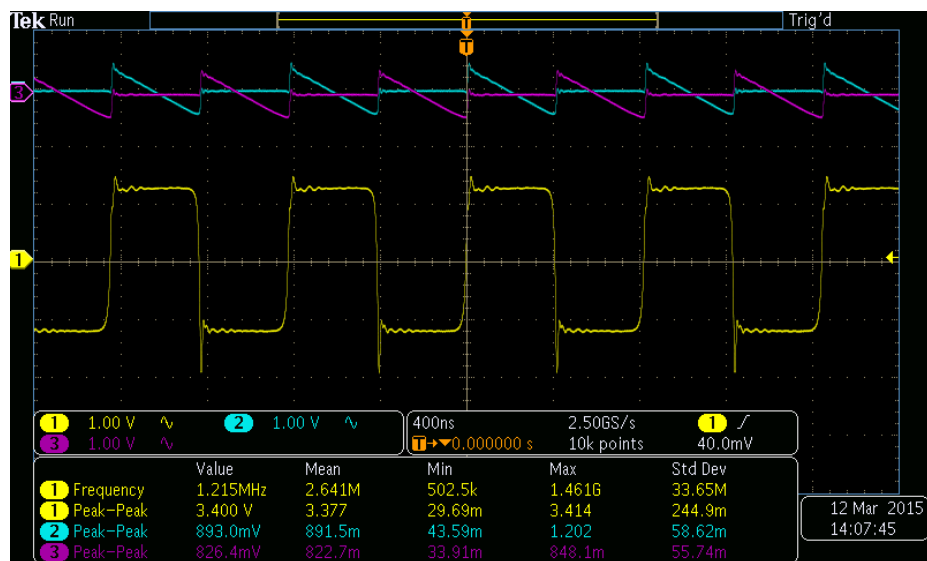 Tek Run Trig'd
T
T
3
1
1 1.00 V 2 1.00 V
3 1.00 V
400ns 2.50GS/s 1
T→▼0.000000 s 10k points 40.0mV
Value Mean Min Max Std Dev
1 Frequency 1.215MHz 2.641M 502.5k 1.461G 33.65M
1 Peak-Peak 3.400 V 3.377 29.69m 3.414 244.9m
2 Peak-Peak 893.0mV 891.5m 43.59m 1.202 58.62m
3 Peak-Peak 826.4mV 822.7m 33.91m 848.1m 55.74m
12 Mar 2015
14:07:45